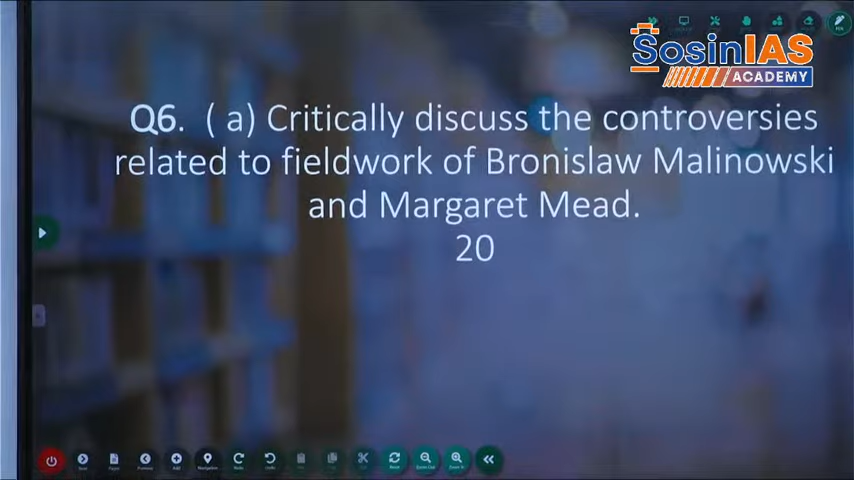 SosinIAS
ACADEMY
Q6. ( a) Critically discuss the controversies
related to fieldwork of Bronislaw Malinowski
and Margaret Mead.
20